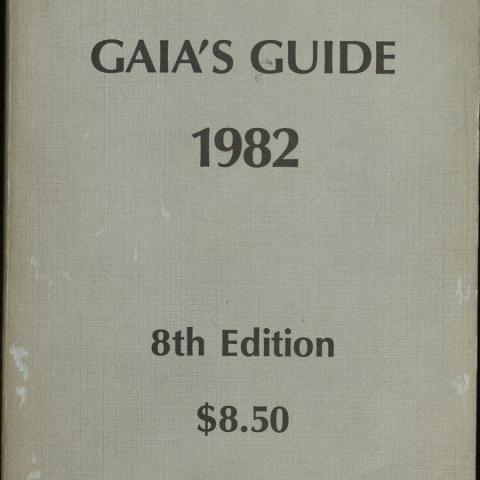 GAIA'S GUIDE
1982
8th Edition
$8.50